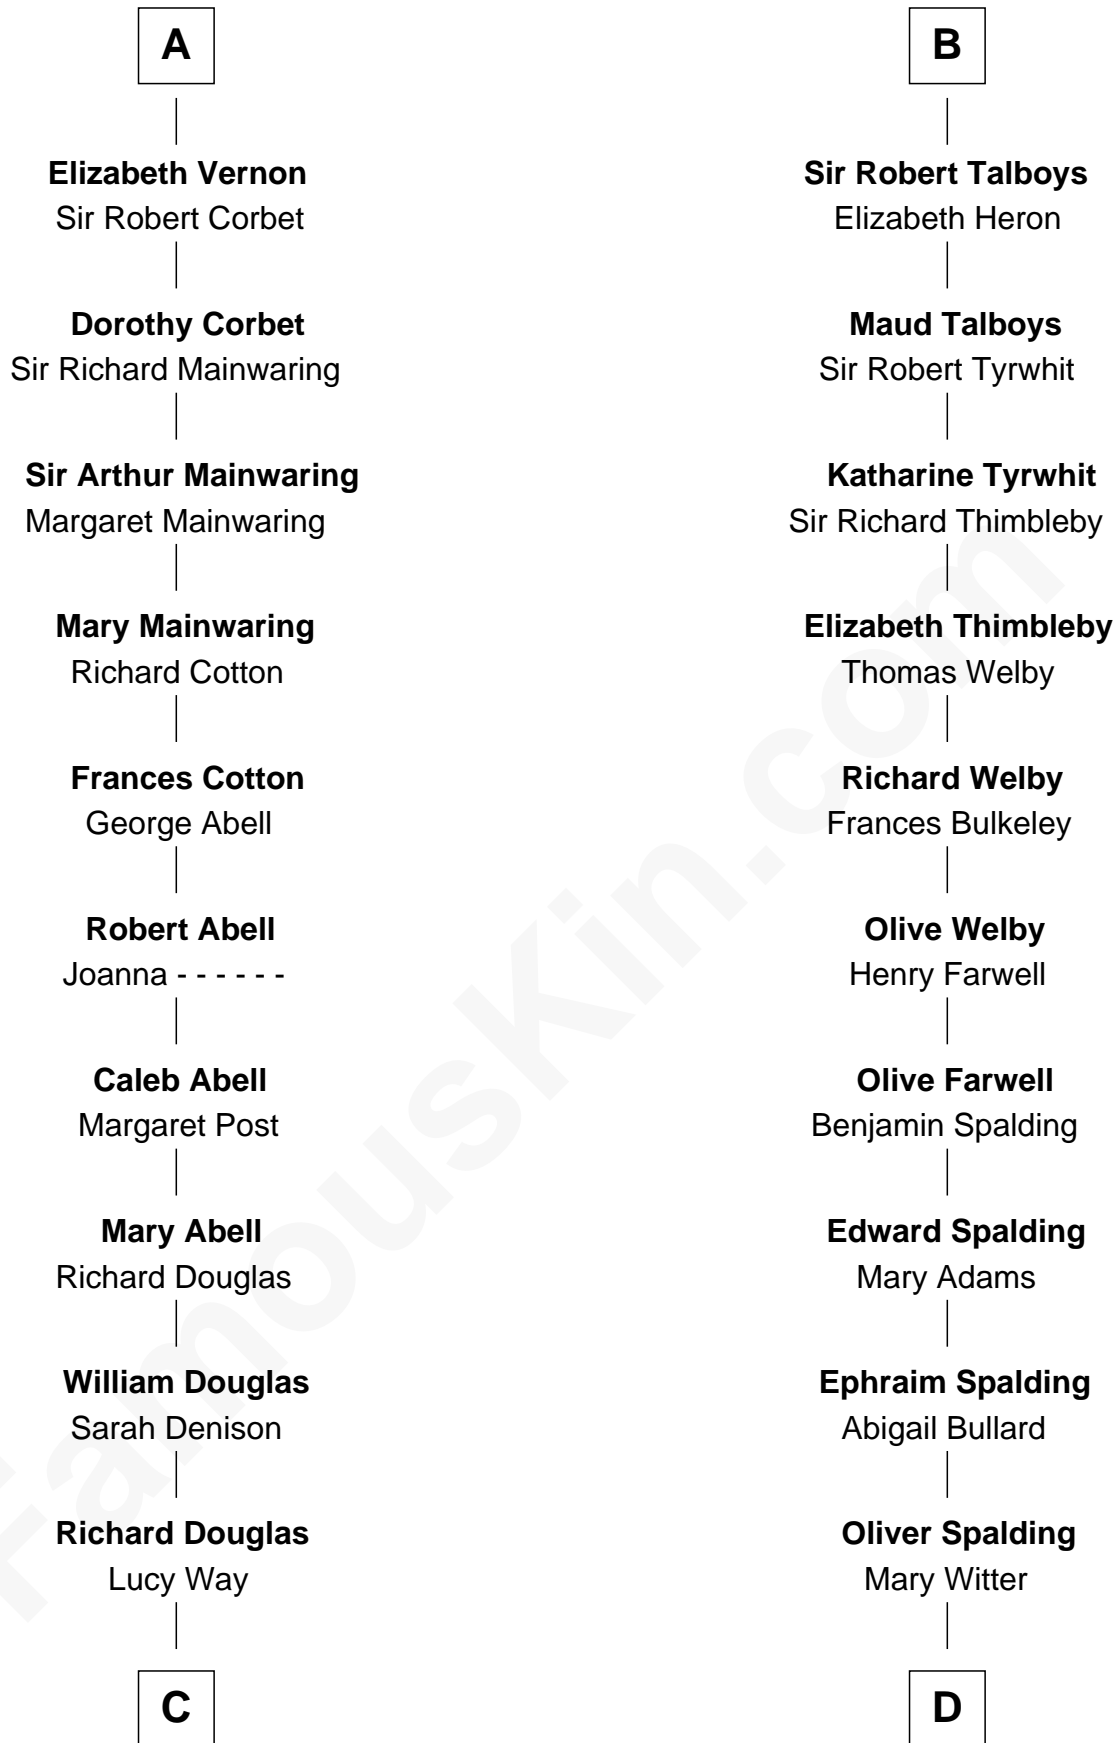 A
Elizabeth Vernon
Sir Robert Corbet
Dorothy Corbet
Sir Richard Mainwaring
Sir Arthur Mainwaring
Margaret Mainwaring
Mary Mainwaring
Richard Cotton
Frances Cotton
George Abell
Robert Abell
Joanna - - - - - -
Caleb Abell
Margaret Post
Mary Abell
Richard Douglas
William Douglas
Sarah Denison
Richard Douglas
Lucy Way
C
B
Sir Robert Talboys
Elizabeth Heron
Maud Talboys
Sir Robert Tyrwhit
Katharine Tyrwhit
Sir Richard Thimbleby
Elizabeth Thimbleby
Thomas Welby
Richard Welby
Frances Bulkeley
Olive Welby
Henry Farwell
Olive Farwell
Benjamin Spalding
Edward Spalding
Mary Adams
Ephraim Spalding
Abigail Bullard
Oliver Spalding
Mary Witter
D
FamousKin.com